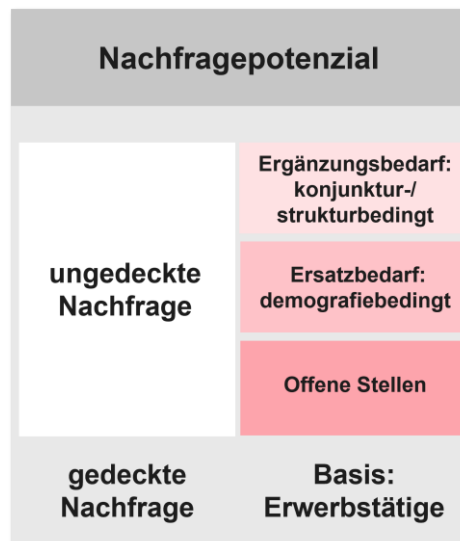 Nachfragepotenzial
ungedeckte
Nachfrage
Ergänzungsbedarf:
konjunktur-/
strukturbedingt
Ersatzbedarf:
demografiebedingt
Offene Stellen
gedeckte
Nachfrage
Basis:
Erwerbstätige